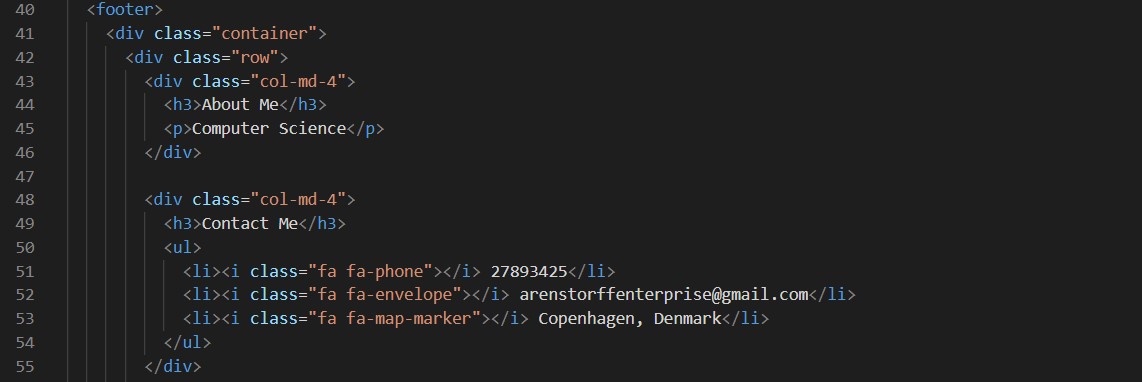 40 <footer>
41 <div class="container">
42 <div class="row">
43 <div class="col-md-4">
44 <h3>About Me</h3>
45 <p>Computer Science</p>
46 </div>
47
48 <div class="col-md-4">
49 <h3>Contact Me</h3>
50 <ul>
51 <li><i class="fa fa-phone"></i> 27893425</li>
52 <li><i class="fa fa-envelope"></i> arenstorffenterprise@gmail.com</li>
53 <li><i class="fa fa-map-marker"></i> Copenhagen, Denmark</li>
54 </ul>
55 </div>